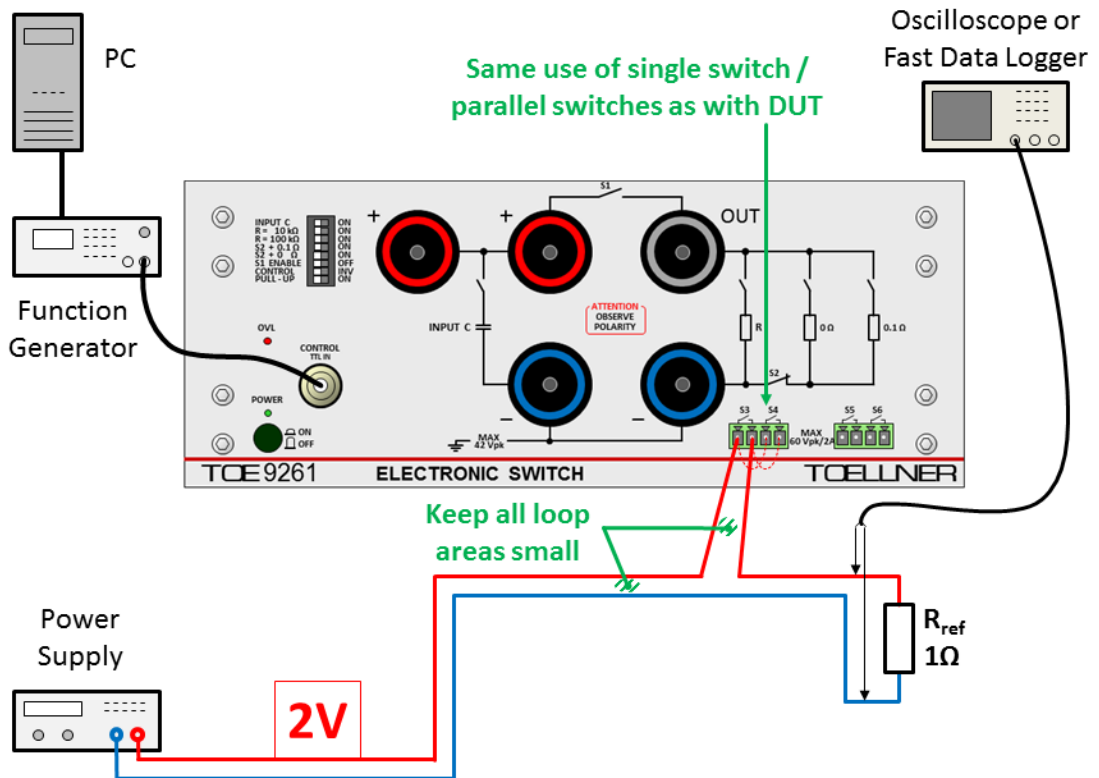 PC
Oscilloscope or
Fast Data Logger
Same use of single switch /
parallel switches as with DUT
Function
Generator
INPUT C ON
R = 10 kΩ ON
R = 100 kΩ ON
S2 + 0.1 Ω ON
S2 + 0 Ω ON
S1 ENABLE OFF
CONTROL INV
PULL - UP ON
+
+
S1
OUT
ATTENTION
OBSERVE
POLARITY
INPUT C
R
0 Ω
0.1 Ω
S2
OVL
CONTROL
TTL IN
POWER
ON
OFF
−
−
MAX
42 Vpk
S3 S4
MAX
60 Vpk/2A
S5 S6
TOE 9261 ELECTRONIC SWITCH TOELLNER
Keep all loop
areas small
Power
Supply
2V
Rref
1Ω